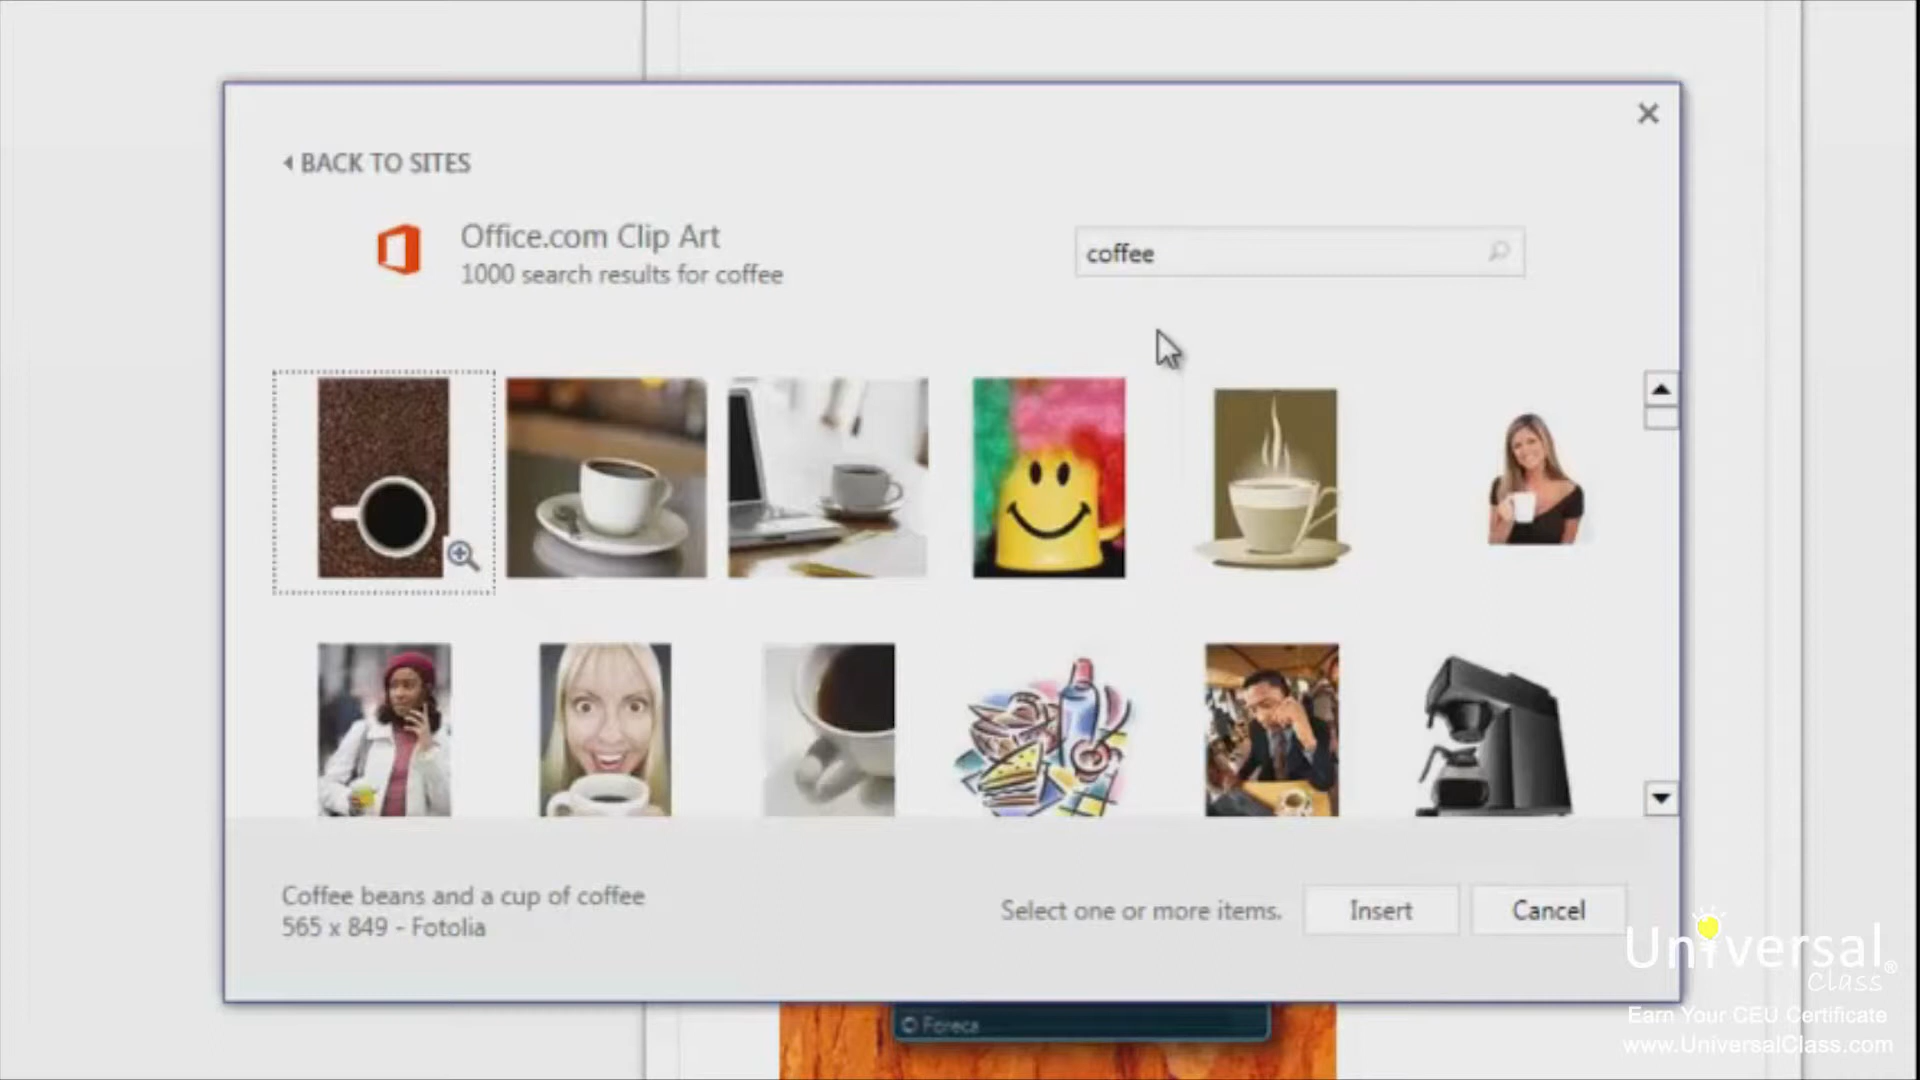 BACK TO SITES
Office.com Clip Art
1000 search results for coffee
coffee
Coffee beans and a cup of coffee
565 x 849 - Fotolia
Select one or more items.
Insert
Cancel
© Foreca
Universal®
Class
Earn Your CEU Certificate
www.UniversalClass.com